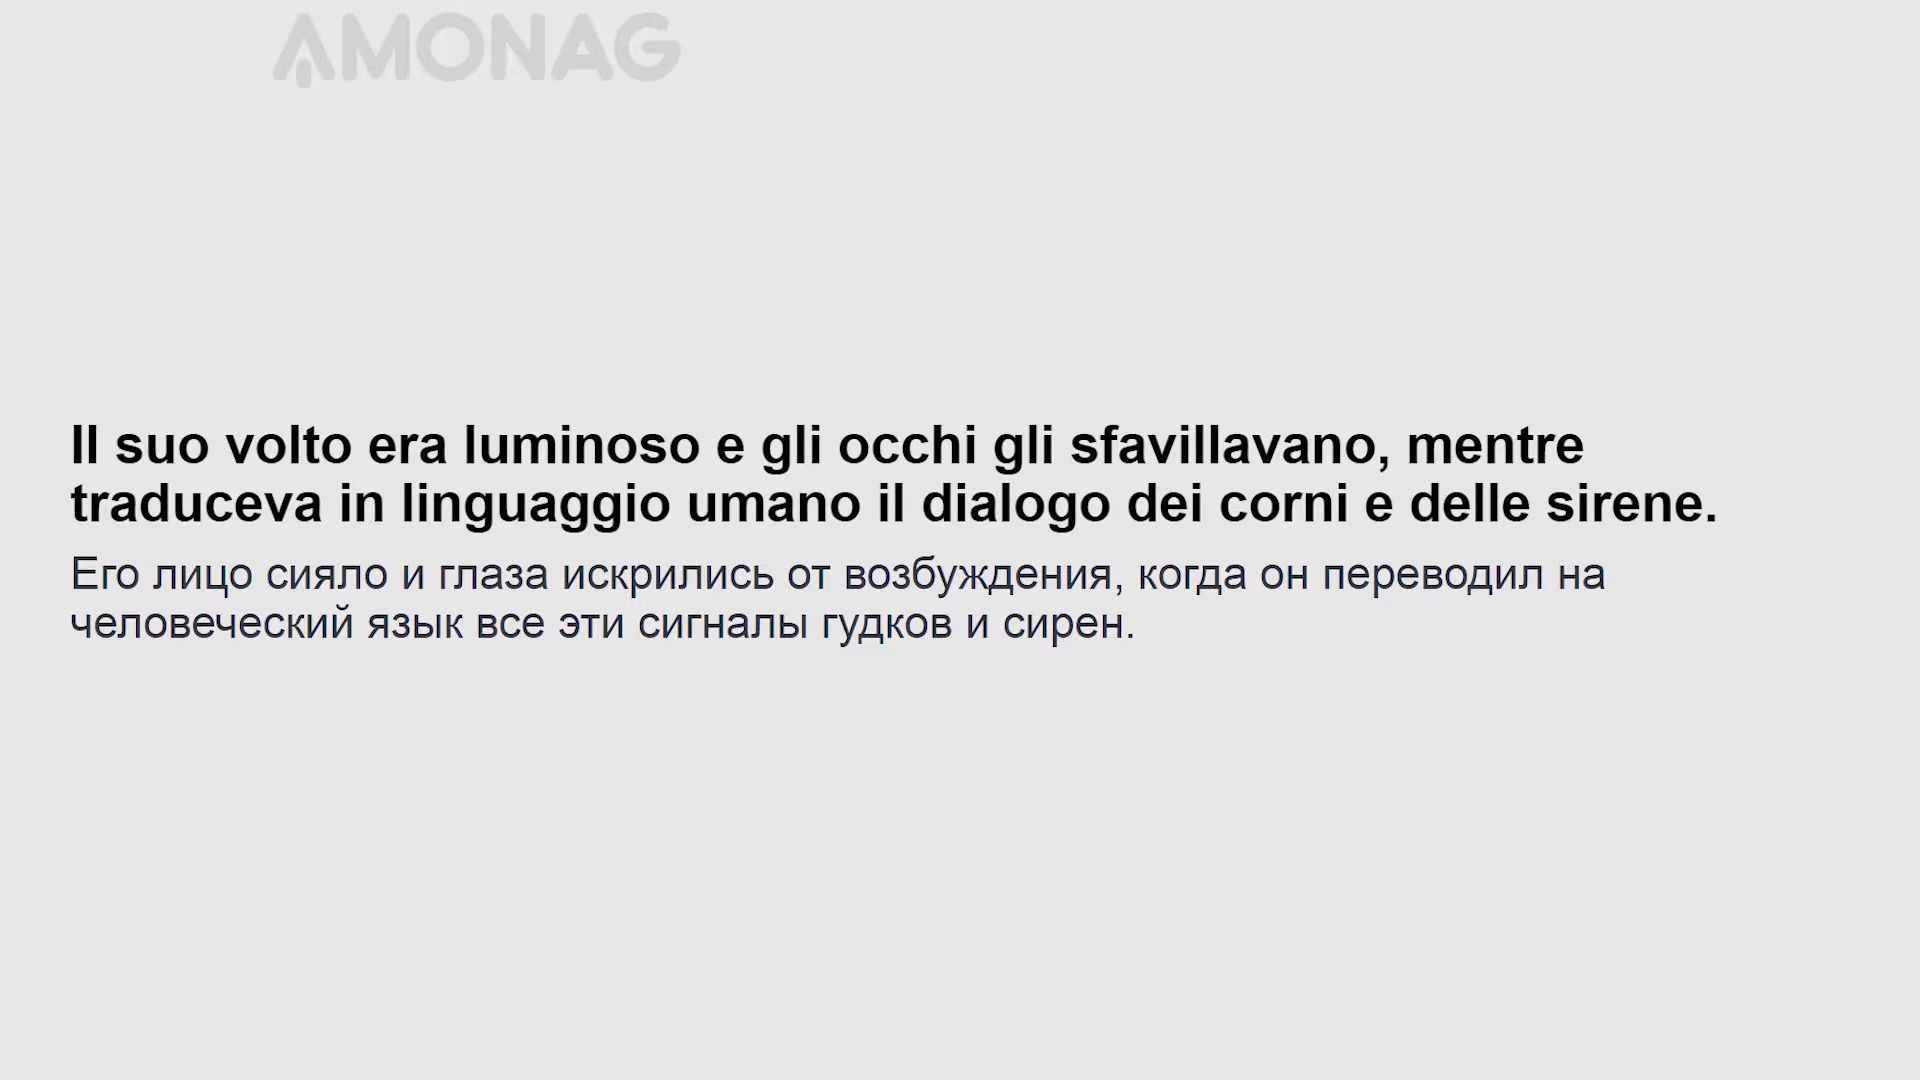 AMONAG
Il suo volto era luminoso e gli occhi gli sfavillavano, mentre
traduceva in linguaggio umano il dialogo dei corni e delle sirene.
Его лицо сияло и глаза искрились от возбуждения, когда он переводил на
человеческий язык все эти сигналы гудков и сирен.